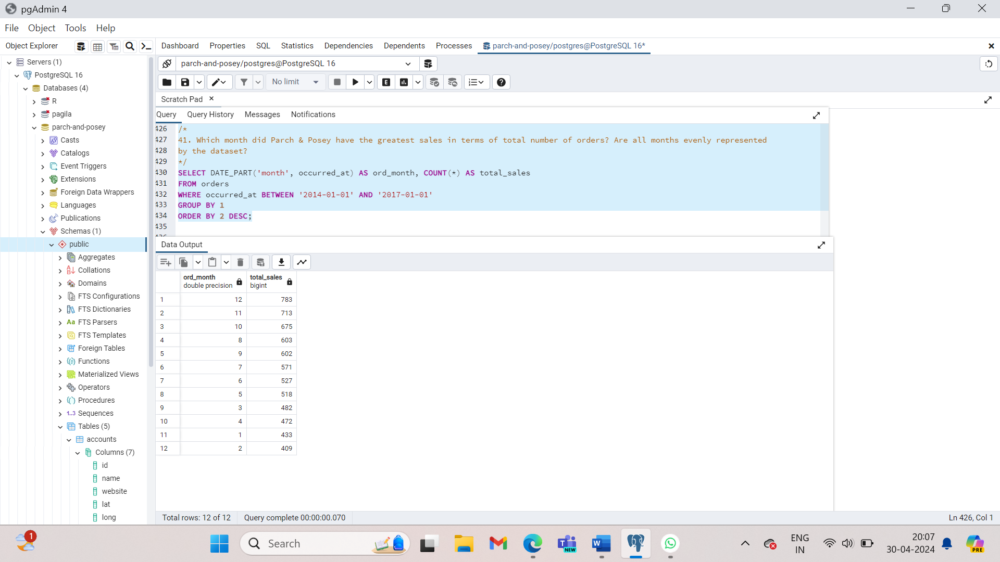 pgAdmin 4
File Object Tools Help
Object Explorer
Dashboard Properties SQL Statistics Dependencies Dependents Processes parch-and-posey/postgres@PostgreSQL 16*
Servers (1)
PostgreSQL 16
Databases (4)
R
pagila
parch-and-posey
Casts
Catalogs
Event Triggers
Extensions
Foreign Data Wrappers
Languages
Publications
Schemas (1)
public
Aggregates
Collations
Domains
FTS Configurations
FTS Dictionaries
Aa FTS Parsers
FTS Templates
Foreign Tables
Functions
Materialized Views
Operators
Procedures
1..3 Sequences
Tables (5)
accounts
Columns (7)
id
name
website
lat
long
parch-and-posey/postgres@PostgreSQL 16
No limit
E
Scratch Pad
Query Query History Messages Notifications
426 /*
427 41. Which month did Parch & Posey have the greatest sales in terms of total number of orders? Are all months evenly represented
428 by the dataset?
429 */
430 SELECT DATE_PART('month', occurred_at) AS ord_month, COUNT(*) AS total_sales
431 FROM orders
432 WHERE occurred_at BETWEEN '2014-01-01' AND '2017-01-01'
433 GROUP BY 1
434 ORDER BY 2 DESC;
435
Data Output
ord_month total_sales
double precision bigint
1 12 783
2 11 713
3 10 675
4 8 603
5 9 602
6 7 571
7 6 527
8 5 518
9 3 482
10 4 472
11 1 433
12 2 409
Total rows: 12 of 12 Query complete 00:00:00.070 Ln 426, Col 1
1
Search
NEW
ENG
IN
20:07
30-04-2024
PRE